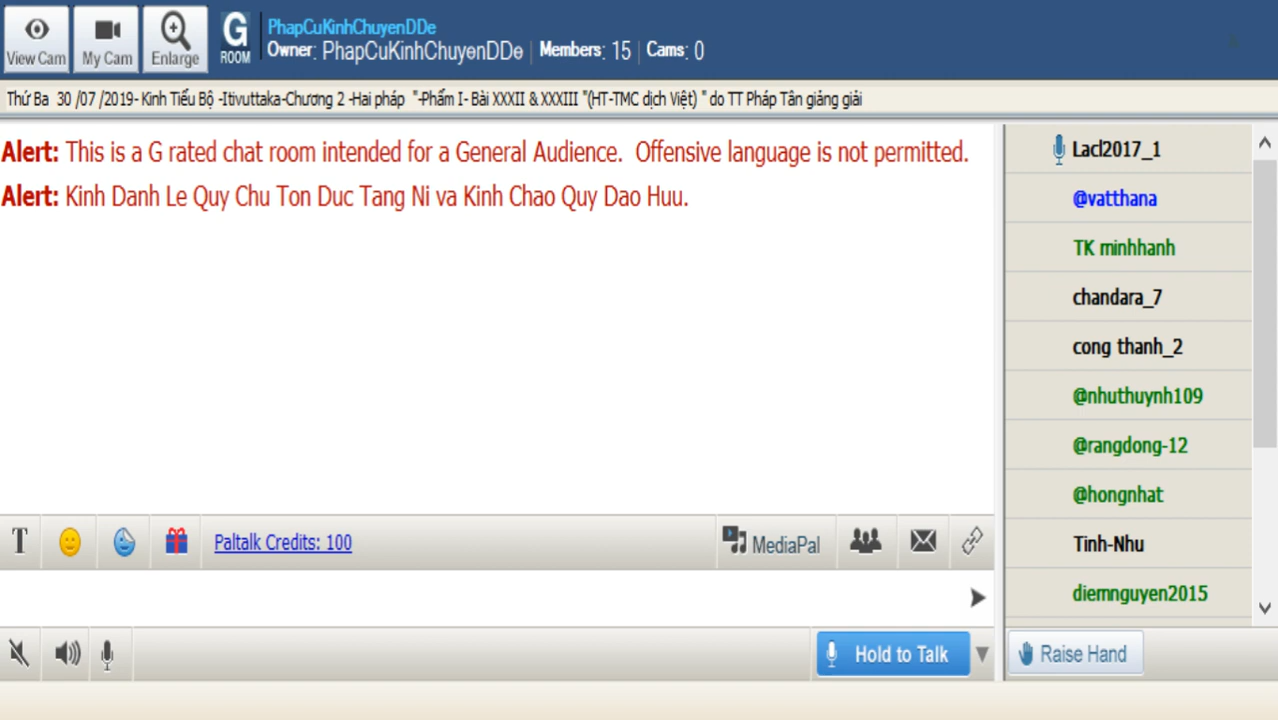 View Cam
My Cam
Enlarge
G
ROOM
PhapCuKinhChuyenDDe
Owner: PhapCuKinhChuyenDDe | Members: 15 | Cams: 0
Thứ Ba 30 /07 /2019- Kinh Tiểu Bộ -Itivuttaka-Chương 2 -Hai pháp "-Phẩm I- Bài XXXII & XXXIII "(HT-TMC dịch Việt) " do TT Pháp Tân giảng giải
Alert: This is a G rated chat room intended for a General Audience. Offensive language is not permitted.
Alert: Kinh Danh Le Quy Chu Ton Duc Tang Ni va Kinh Chao Quy Dao Huu.
Lacl2017_1
@vatthana
TK minhhanh
chandara_7
cong thanh_2
@nhuthuynh109
@rangdong-12
@hongnhat
Tinh-Nhu
diemnguyen2015
T
Paltalk Credits: 100
MediaPal
Hold to Talk
Raise Hand